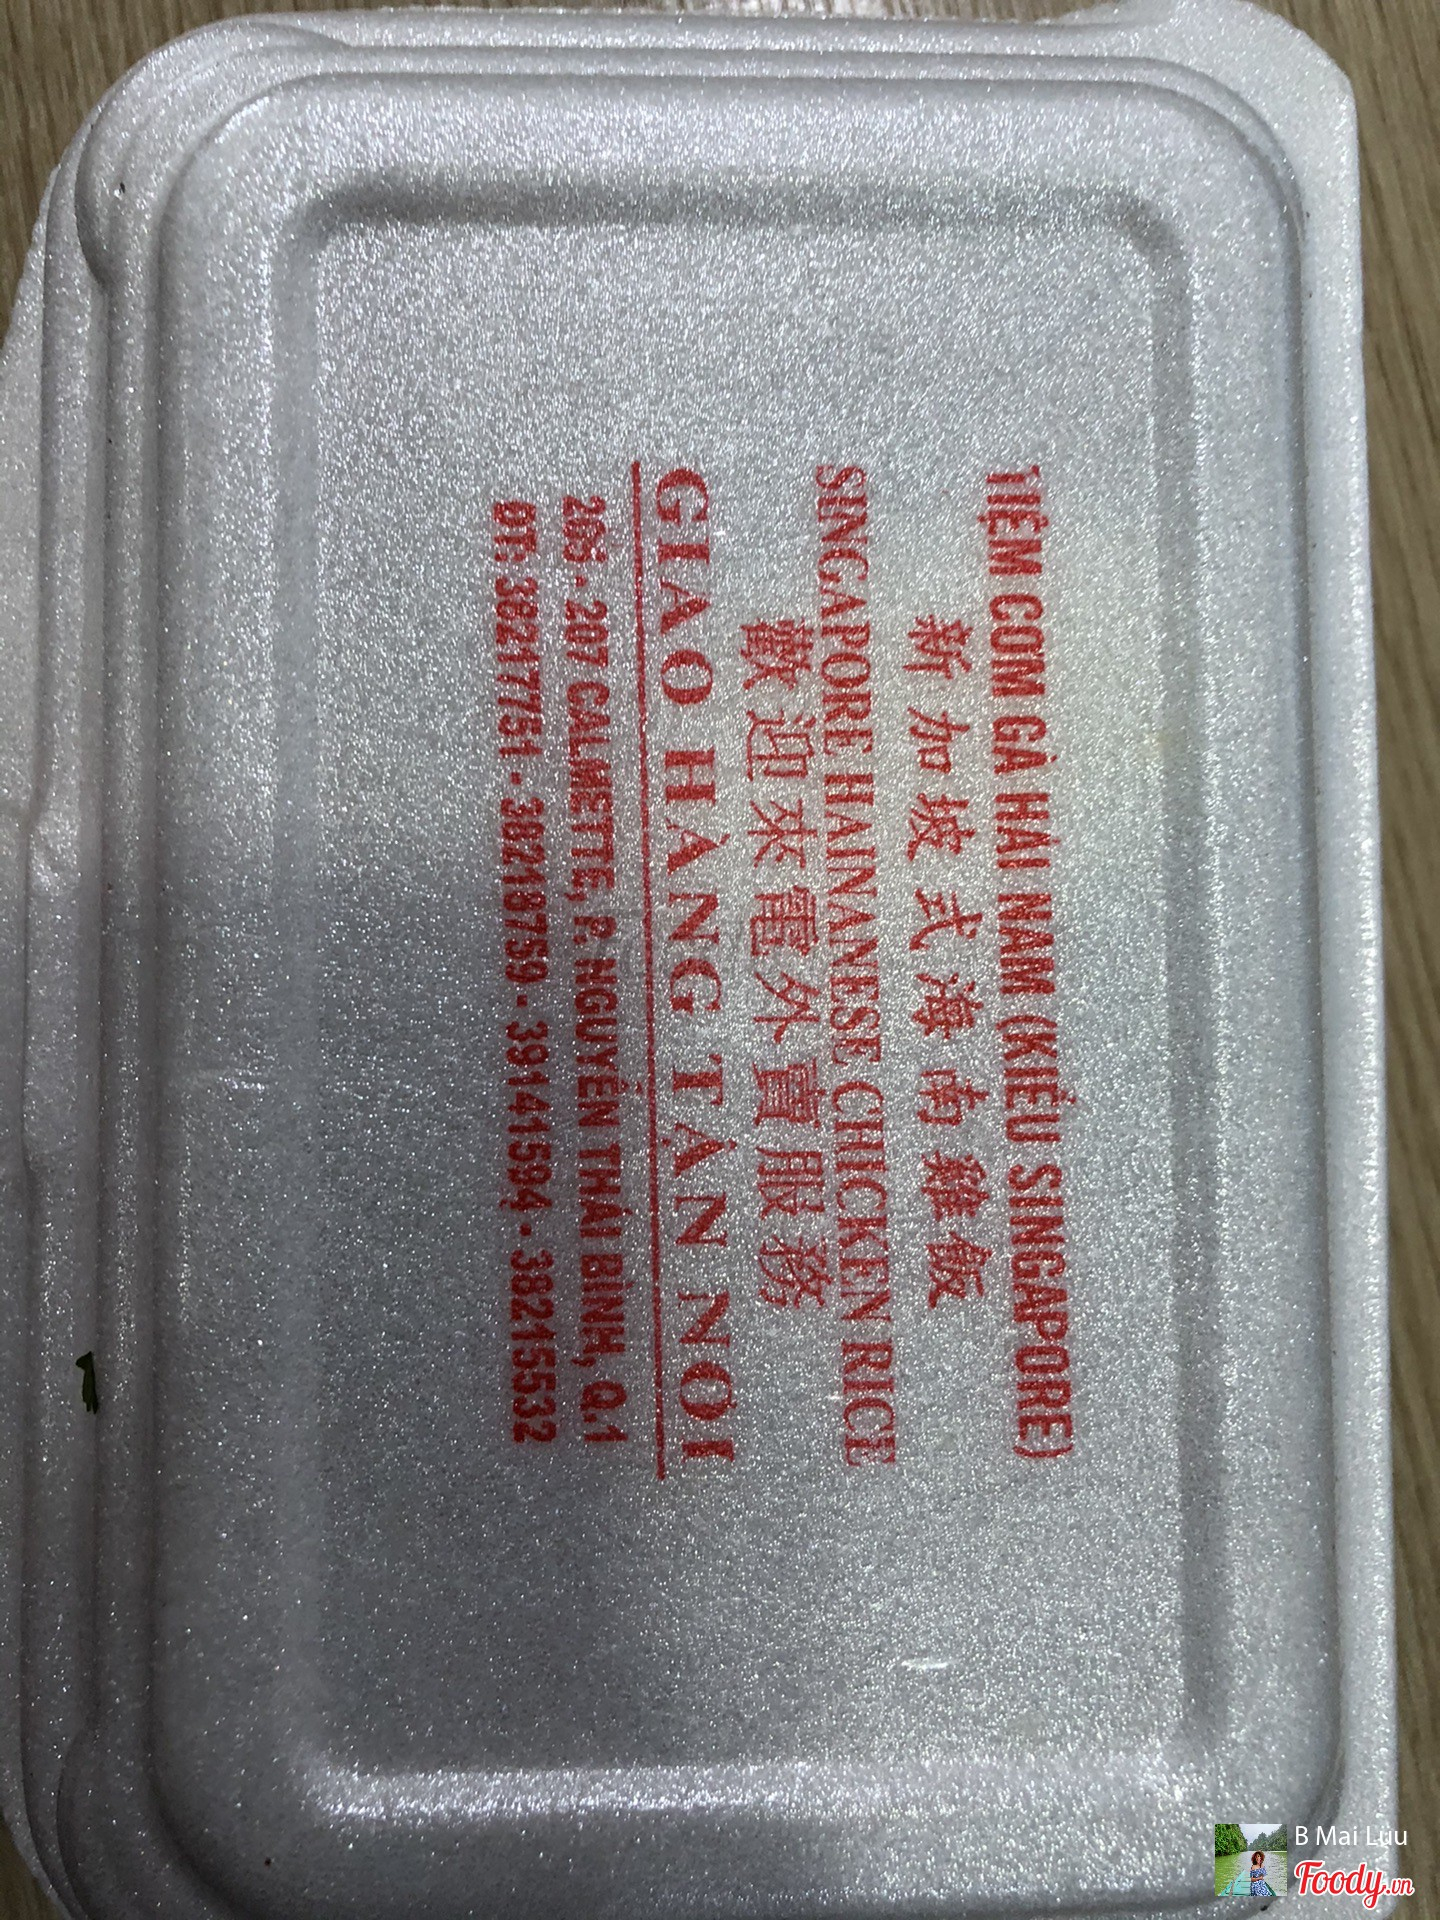 TIỆM CƠM GÀ HẢI NAM (KIỂU SINGAPORE)
新加坡式海南雞飯
SINGAPORE HAINANESE CHICKEN RICE
歡迎來電外賣服務
GIAO HÀNG TẬN NƠI
205 - 207 CALMETTE, P. NGUYỄN THÁI BÌNH, Q.1
ĐT: 38217751 - 38218759 - 39141594 - 38215532
B Mai Luu
Foody.vn